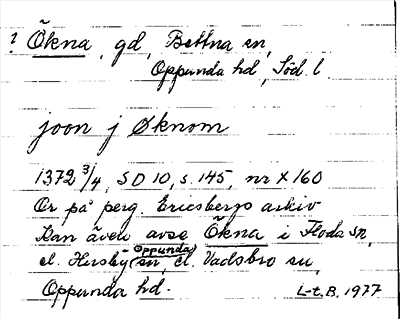 ? Ökna, gd, Bettna sn,
Oppunda hd, Söd. l.
joon j Øknom
1372 3/4, SD 10, s. 145, nr X 160
Or på perg. Ericsbergs arkiv
Kan även avse Ökna i Floda sn,
el. Husby (Oppunda) sn, el. Vadsbro sn,
Oppunda hd.
L-t.B. 1977